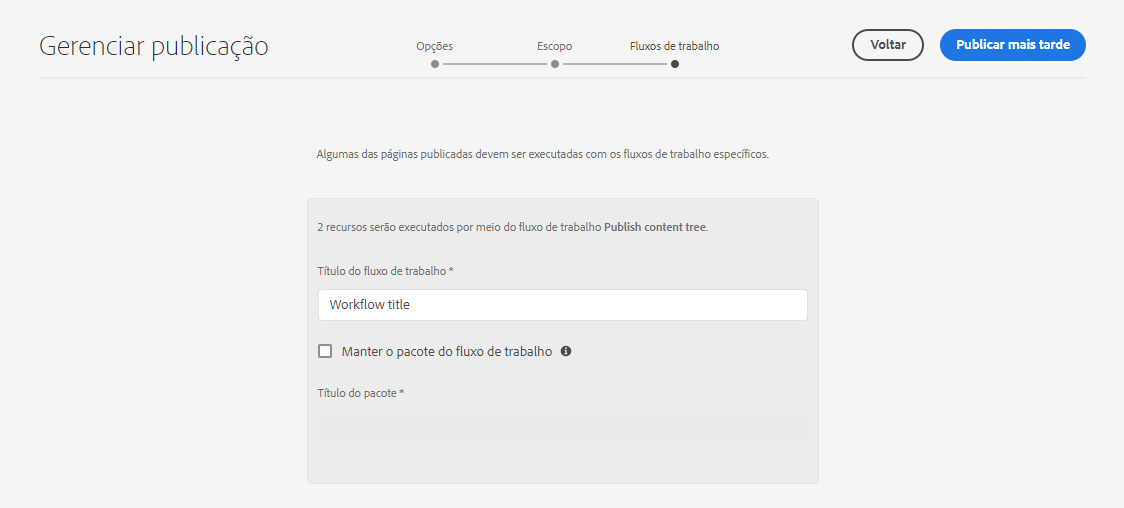 Gerenciar publicação
Opções
Escopo
Fluxos de trabalho
Voltar
Publicar mais tarde
Algumas das páginas publicadas devem ser executadas com os fluxos de trabalho específicos.
2 recursos serão executados por meio do fluxo de trabalho Publish content tree.
Título do fluxo de trabalho *
Workflow title
Manter o pacote do fluxo de trabalho
Título do pacote *